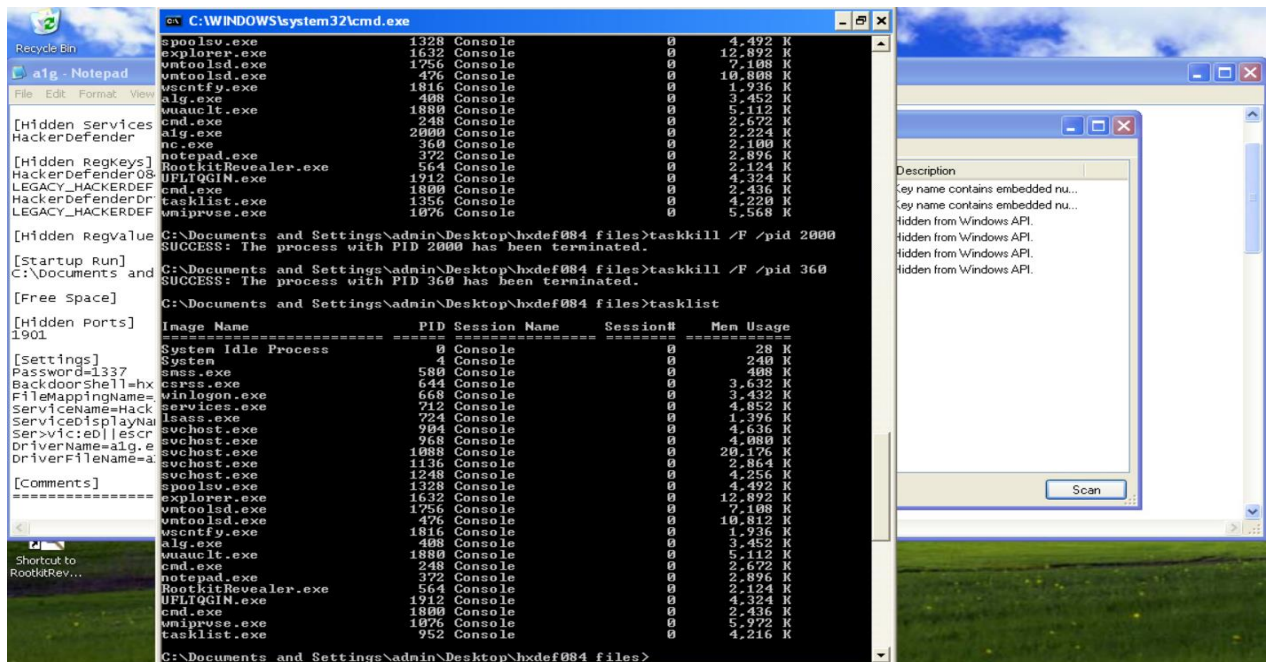 Recycle Bin
a1g - Notepad
File Edit Format View
[Hidden Services
HackerDefender
[Hidden RegKeys]
HackerDefender08
LEGACY_HACKERDEF
HackerDefenderDr
LEGACY_HACKERDEF
[Hidden RegValue
[Startup Run]
C:\Documents and
[Free Space]
[Hidden Ports]
1901
[Settings]
Password=1337
BackdoorShell=hx
FileMappingName=
ServiceName=Hack
ServiceDisplayNa
Ser>vic:eD||escr
DriverName=a1g.e
DriverFileName=a
[Comments]
================
Shortcut to
RootkitRev...
C:\WINDOWS\system32\cmd.exe
spoolsv.exe 1328 Console 0 4,492 K
explorer.exe 1632 Console 0 12,892 K
vmtoolsd.exe 1756 Console 0 7,108 K
vmtoolsd.exe 476 Console 0 10,808 K
wscntfy.exe 1816 Console 0 1,936 K
alg.exe 408 Console 0 3,452 K
wuauclt.exe 1880 Console 0 5,112 K
cmd.exe 248 Console 0 2,672 K
a1g.exe 2000 Console 0 2,224 K
nc.exe 360 Console 0 2,100 K
notepad.exe 372 Console 0 2,896 K
RootkitRevealer.exe 564 Console 0 2,124 K
UFLTQGIN.exe 1912 Console 0 4,324 K
cmd.exe 1800 Console 0 2,436 K
tasklist.exe 1356 Console 0 4,220 K
wmiprvse.exe 1076 Console 0 5,568 K
C:\Documents and Settings\admin\Desktop\hxdef084 files>taskkill /F /pid 2000
SUCCESS: The process with PID 2000 has been terminated.
C:\Documents and Settings\admin\Desktop\hxdef084 files>taskkill /F /pid 360
SUCCESS: The process with PID 360 has been terminated.
C:\Documents and Settings\admin\Desktop\hxdef084 files>tasklist
Image Name PID Session Name Session# Mem Usage
========================= ====== ================ ======== ============
System Idle Process 0 Console 0 28 K
System 4 Console 0 240 K
smss.exe 580 Console 0 408 K
csrss.exe 644 Console 0 3,632 K
winlogon.exe 668 Console 0 3,432 K
services.exe 712 Console 0 4,852 K
lsass.exe 724 Console 0 1,396 K
svchost.exe 904 Console 0 4,636 K
svchost.exe 968 Console 0 4,080 K
svchost.exe 1088 Console 0 20,176 K
svchost.exe 1136 Console 0 2,864 K
svchost.exe 1248 Console 0 4,256 K
spoolsv.exe 1328 Console 0 4,492 K
explorer.exe 1632 Console 0 12,892 K
vmtoolsd.exe 1756 Console 0 7,108 K
vmtoolsd.exe 476 Console 0 10,812 K
wscntfy.exe 1816 Console 0 1,936 K
alg.exe 408 Console 0 3,452 K
wuauclt.exe 1880 Console 0 5,112 K
cmd.exe 248 Console 0 2,672 K
notepad.exe 372 Console 0 2,896 K
RootkitRevealer.exe 564 Console 0 2,124 K
UFLTQGIN.exe 1912 Console 0 4,324 K
cmd.exe 1800 Console 0 2,436 K
wmiprvse.exe 1076 Console 0 5,972 K
tasklist.exe 952 Console 0 4,216 K
C:\Documents and Settings\admin\Desktop\hxdef084 files>
Description
Key name contains embedded nu...
Key name contains embedded nu...
Hidden from Windows API.
Hidden from Windows API.
Hidden from Windows API.
Hidden from Windows API.
Scan